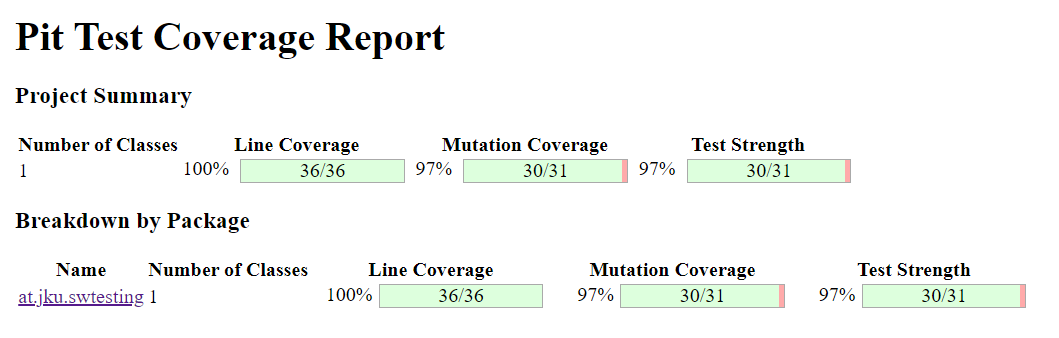 Pit Test Coverage Report
Project Summary
Number of Classes Line Coverage Mutation Coverage Test Strength
1 100% 36/36 97% 30/31 97% 30/31
Breakdown by Package
Name Number of Classes Line Coverage Mutation Coverage Test Strength
at.jku.swtesting 1 100% 36/36 97% 30/31 97% 30/31